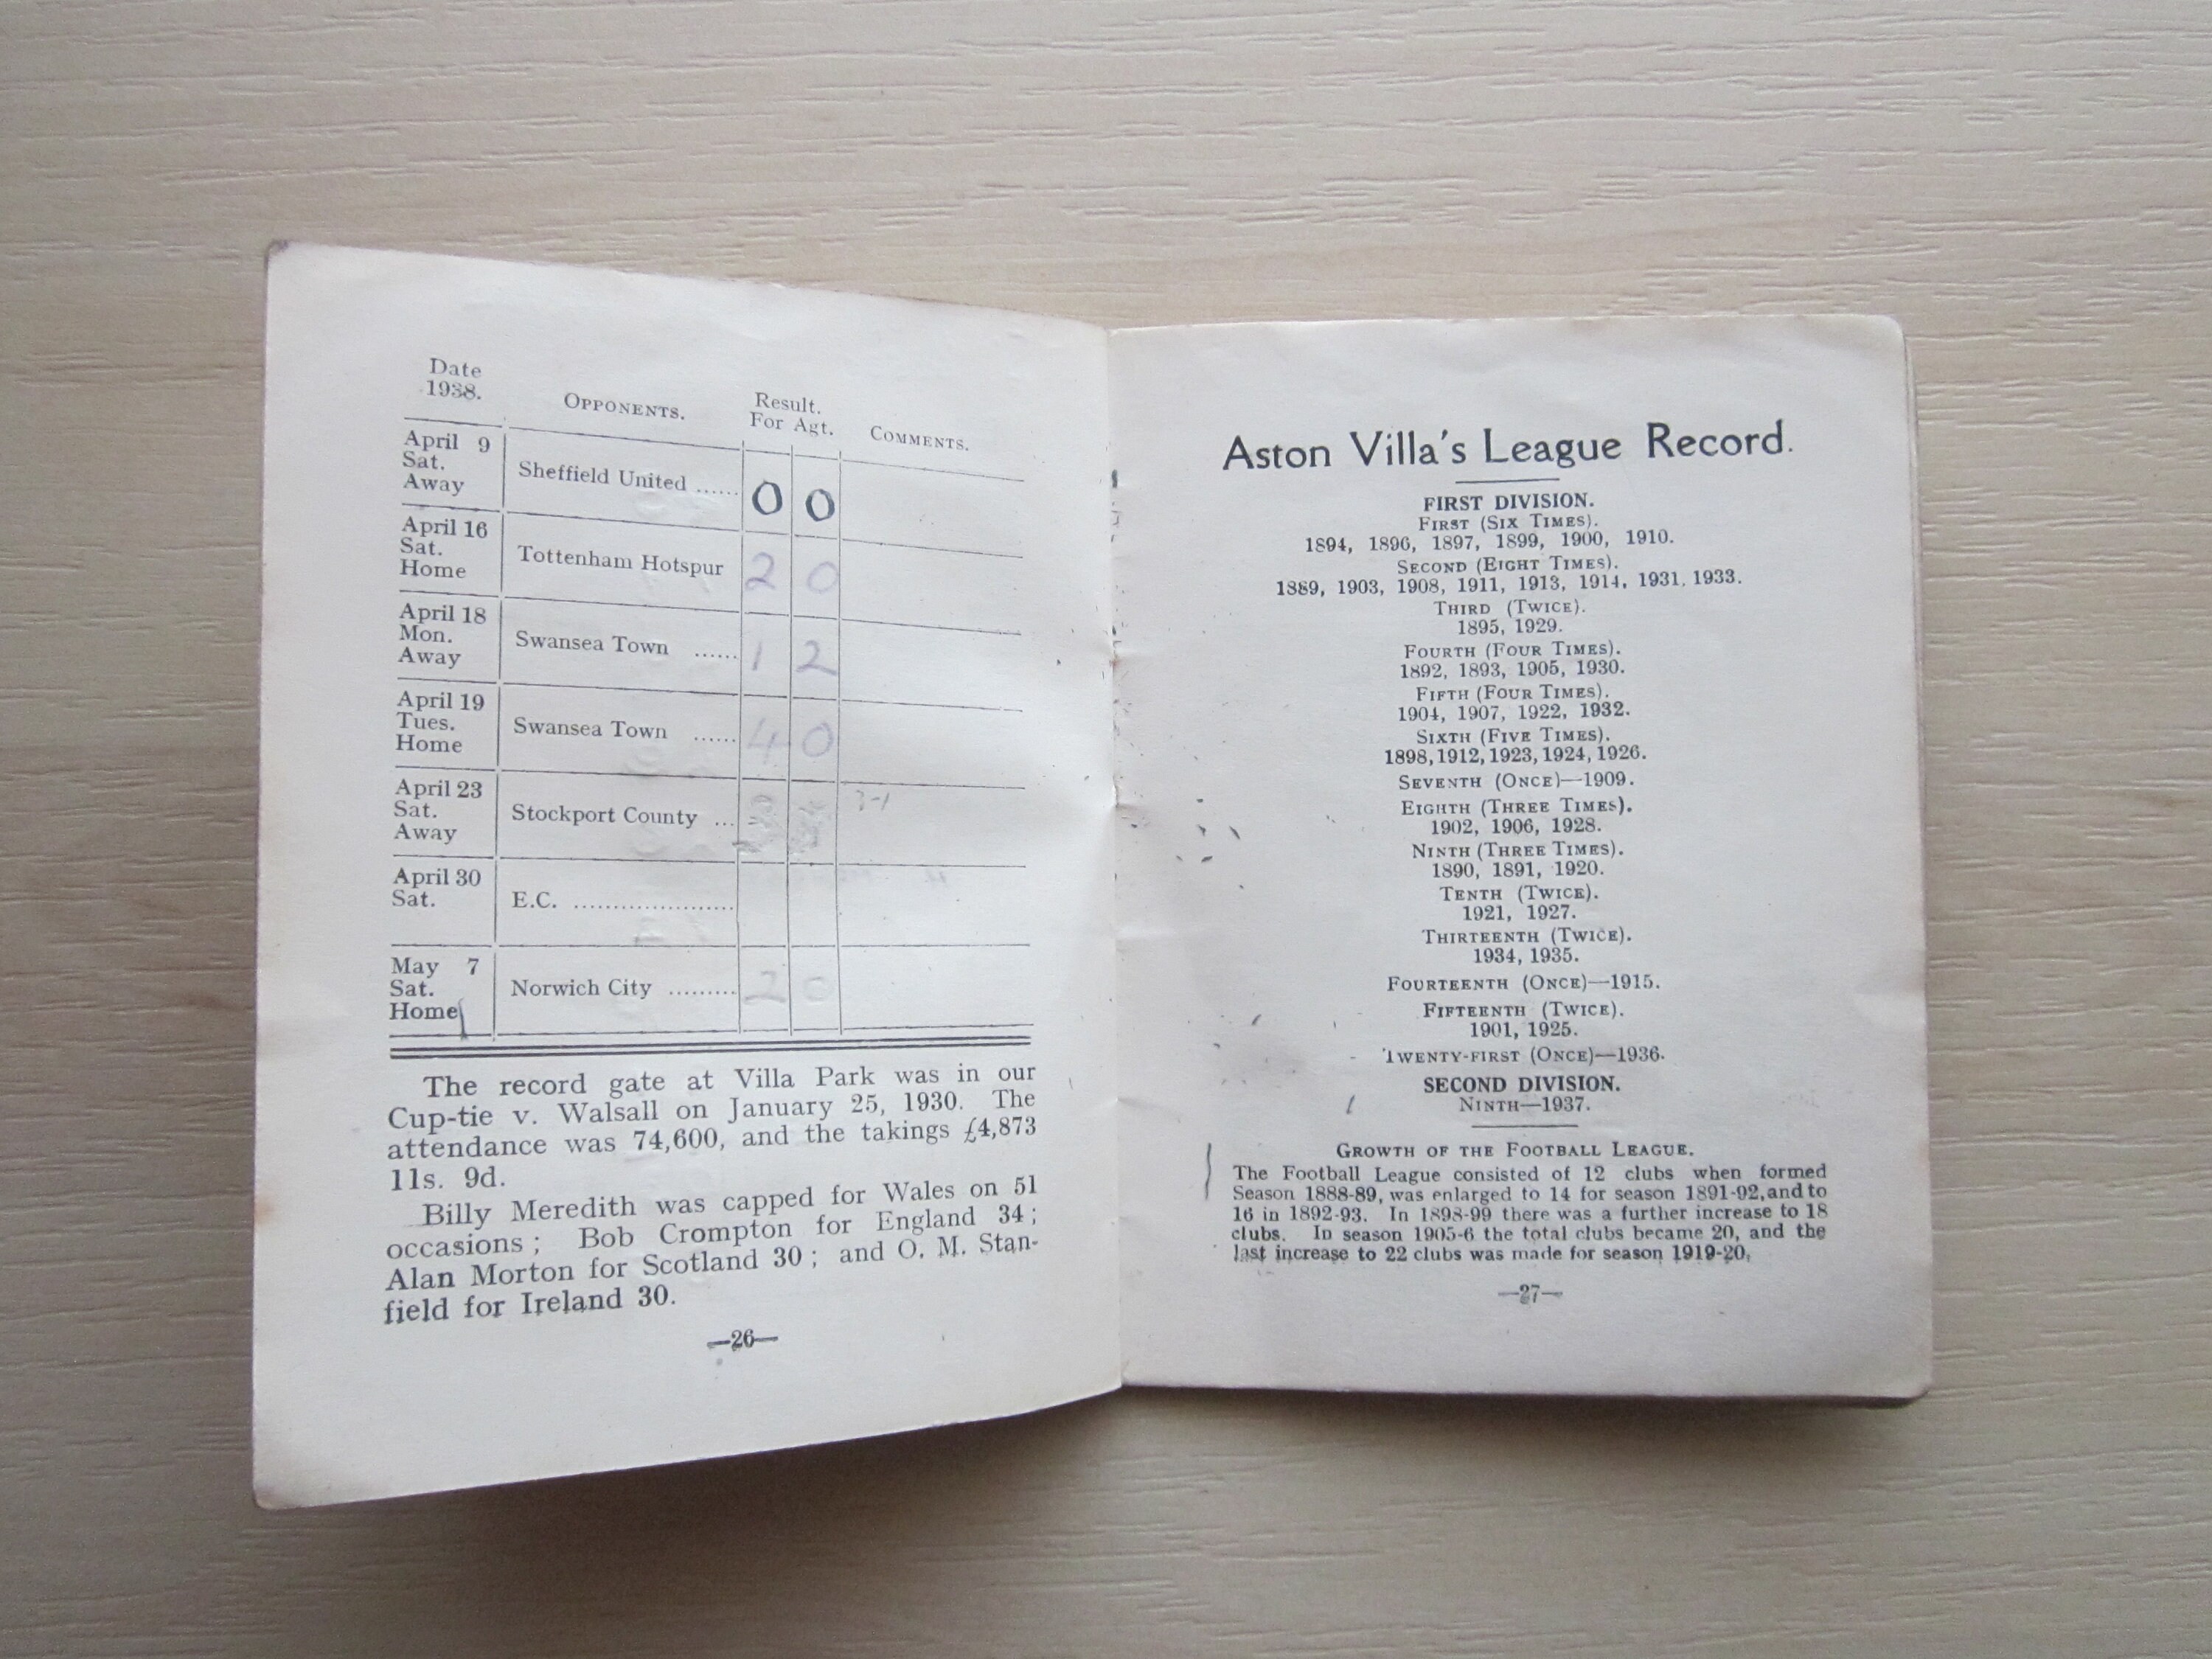 Date
1938.
OPPONENTS.
Result.
For Agt.
COMMENTS.
April 9
Sat.
Away
Sheffield United ......
0 0
April 16
Sat.
Home
Tottenham Hotspur
2 0
April 18
Mon.
Away
Swansea Town ......
1 2
April 19
Tues.
Home
Swansea Town ......
4 0
April 23
Sat.
Away
Stockport County ...
3-1
April 30
Sat.
E.C. ......................
May 7
Sat.
Home
Norwich City .........
2 0
The record gate at Villa Park was in our
Cup-tie v. Walsall on January 25, 1930. The
attendance was 74,600, and the takings £4,873
11s. 9d.
Billy Meredith was capped for Wales on 51
occasions; Bob Crompton for England 34;
Alan Morton for Scotland 30; and O. M. Stan-
field for Ireland 30.
—26—
Aston Villa's League Record.
FIRST DIVISION.
FIRST (SIX TIMES).
1894, 1896, 1897, 1899, 1900, 1910.
SECOND (EIGHT TIMES).
1889, 1903, 1908, 1911, 1913, 1914, 1931, 1933.
THIRD (TWICE).
1895, 1929.
FOURTH (FOUR TIMES).
1892, 1893, 1905, 1930.
FIFTH (FOUR TIMES).
1904, 1907, 1922, 1932.
SIXTH (FIVE TIMES).
1898, 1912, 1923, 1924, 1926.
SEVENTH (ONCE)—1909.
EIGHTH (THREE TIMES).
1902, 1906, 1928.
NINTH (THREE TIMES).
1890, 1891, 1920.
TENTH (TWICE).
1921, 1927.
THIRTEENTH (TWICE).
1934, 1935.
FOURTEENTH (ONCE)—1915.
FIFTEENTH (TWICE).
1901, 1925.
TWENTY-FIRST (ONCE)—1936.
SECOND DIVISION.
NINTH—1937.
GROWTH OF THE FOOTBALL LEAGUE.
The Football League consisted of 12 clubs when formed
Season 1888-89, was enlarged to 14 for season 1891-92, and to
16 in 1892-93. In 1898-99 there was a further increase to 18
clubs. In season 1905-6 the total clubs became 20, and the
last increase to 22 clubs was made for season 1919-20.
—27—